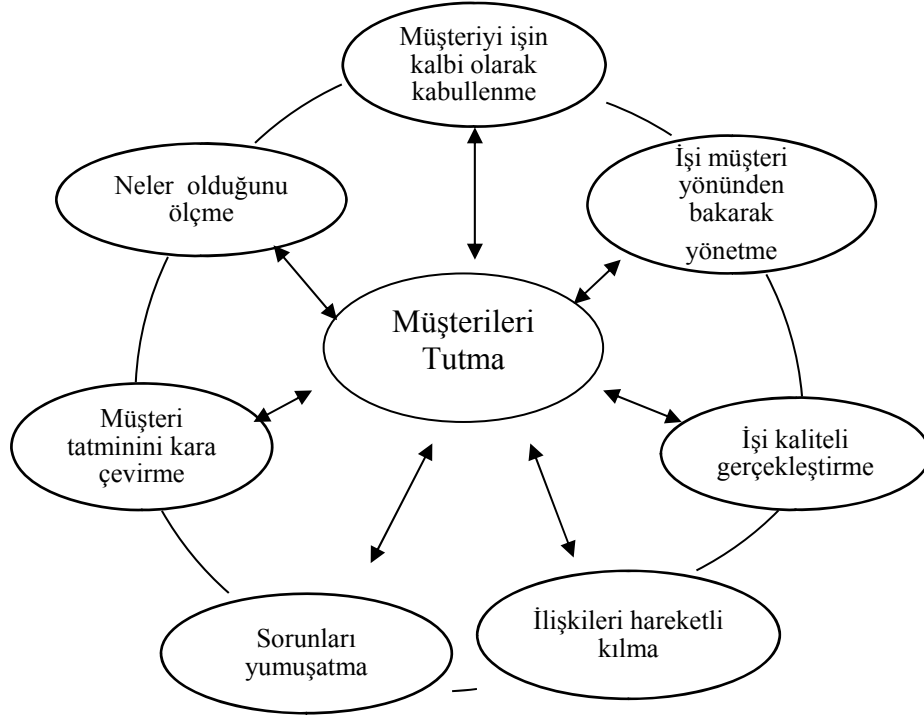 Müşteriyi işin
kalbi olarak
kabullenme
İşi müşteri
yönünden
bakarak
yönetme
Neler olduğunu
ölçme
Müşterileri
Tutma
Müşteri
tatminini kara
çevirme
İşi kaliteli
gerçekleştirme
Sorunları
yumuşatma
İlişkileri hareketli
kılma